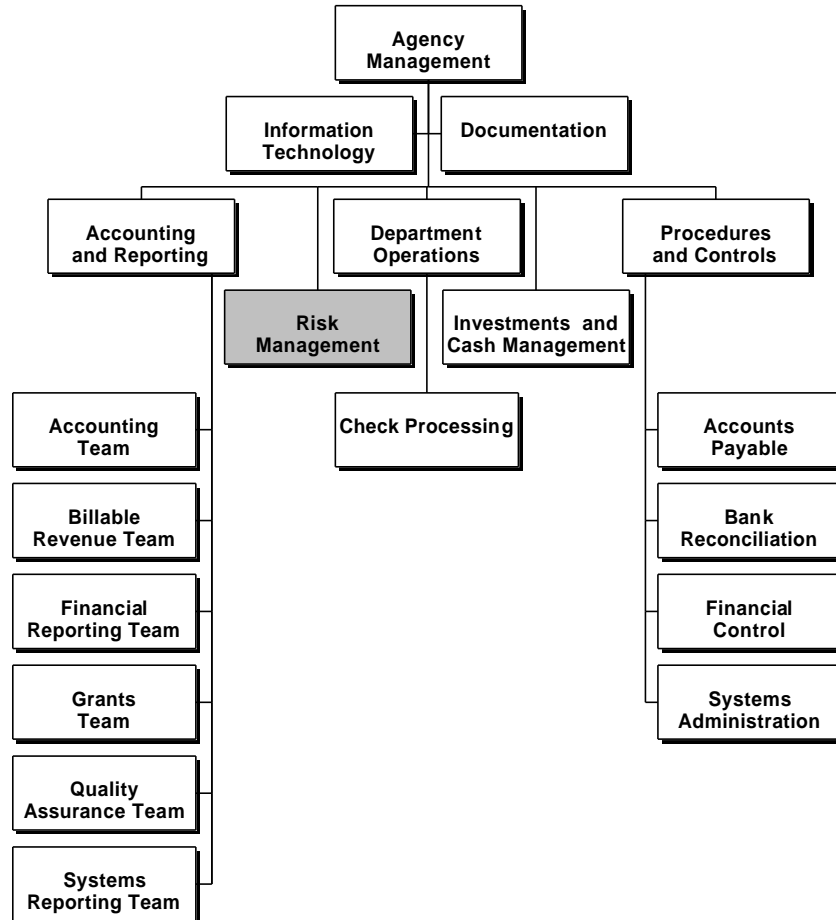 Agency
Management
Information
Technology
Documentation
Accounting
and Reporting
Department
Operations
Procedures
and Controls
Risk
Management
Investments and
Cash Management
Accounting
Team
Check Processing
Accounts
Payable
Billable
Revenue Team
Bank
Reconciliation
Financial
Reporting Team
Financial
Control
Grants
Team
Systems
Administration
Quality
Assurance Team
Systems
Reporting Team